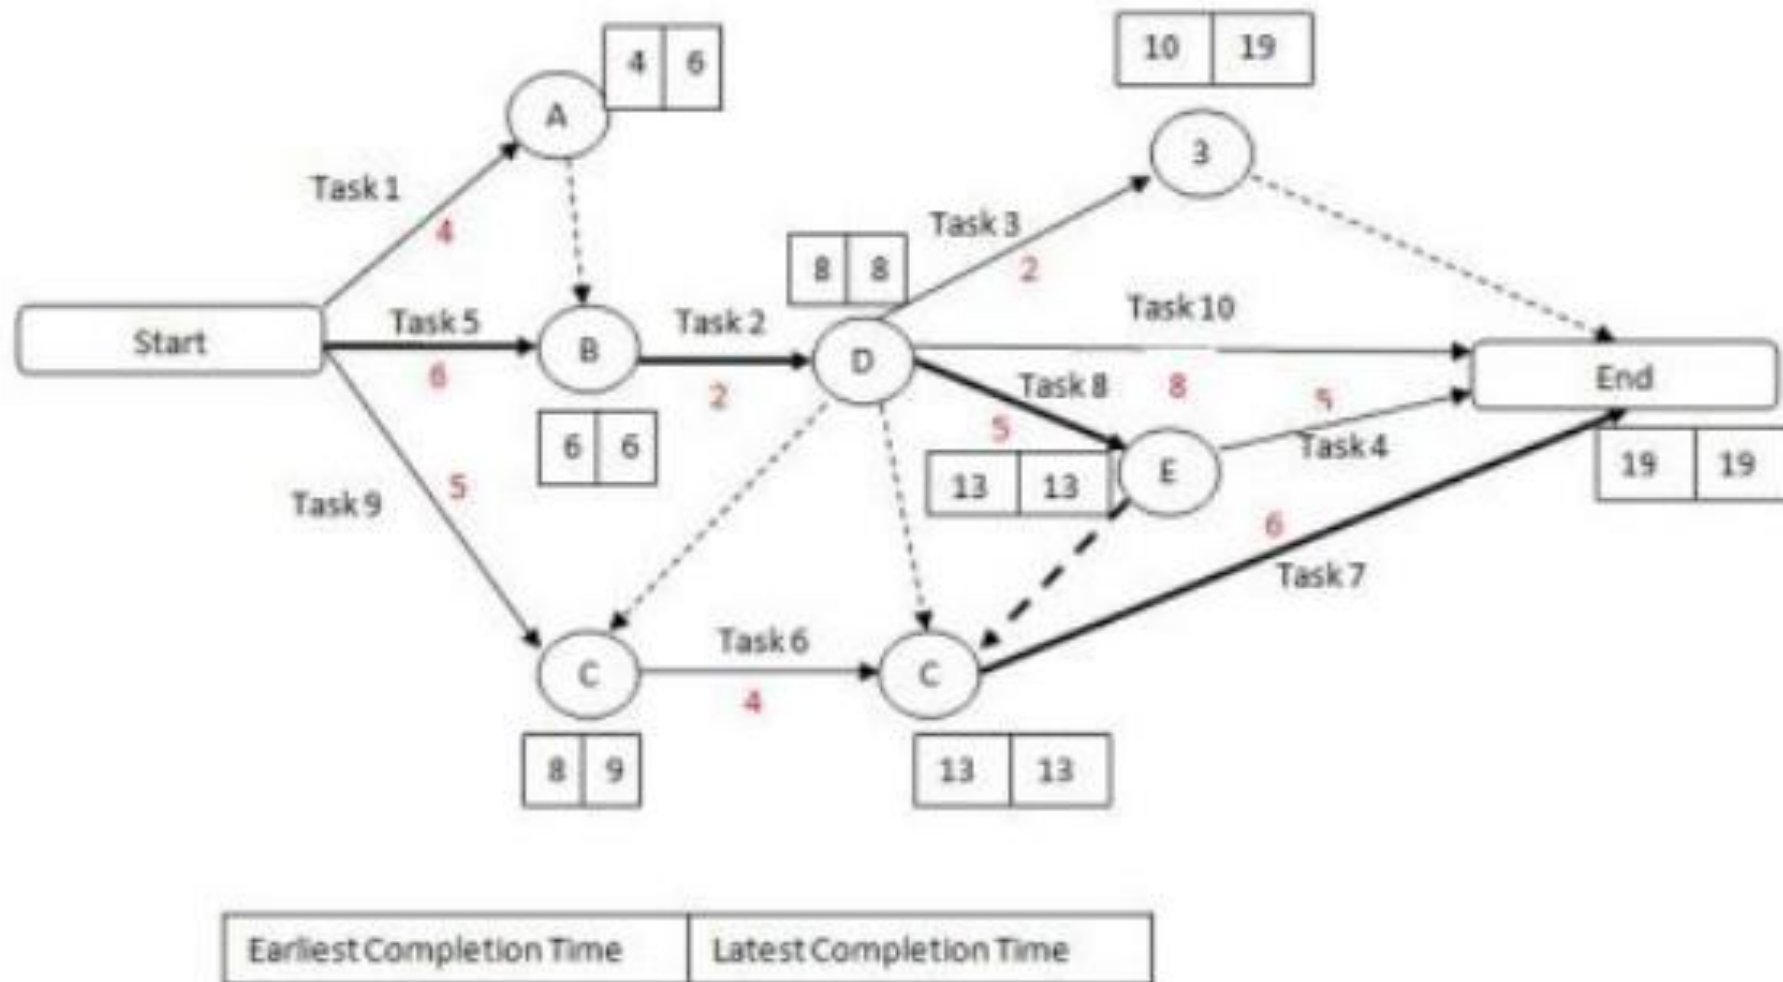 4 6
10 19
A
3
Task 1
4
Task 3
2
8 8
Task 10
Start
Task 5
6
B
Task 2
2
D
Task 8
8
5
5
End
Task 4
6 6
13 13
E
19 19
Task 9
5
6
Task 7
C
Task 6
4
C
8 9
13 13
Earliest Completion Time Latest Completion Time